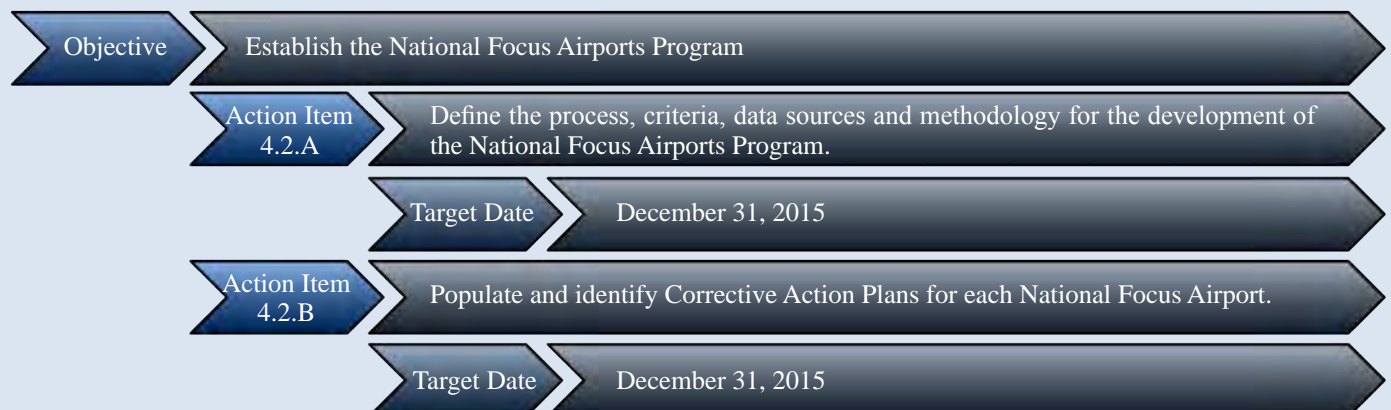 Objective
Establish the National Focus Airports Program
Action Item
4.2.A
Define the process, criteria, data sources and methodology for the development of
the National Focus Airports Program.
Target Date
December 31, 2015
Action Item
4.2.B
Populate and identify Corrective Action Plans for each National Focus Airport.
Target Date
December 31, 2015